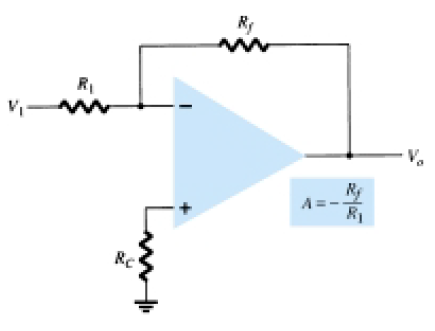 R_f
R_1
V_1
−
V_o
A = − R_f / R_1
+
R_C